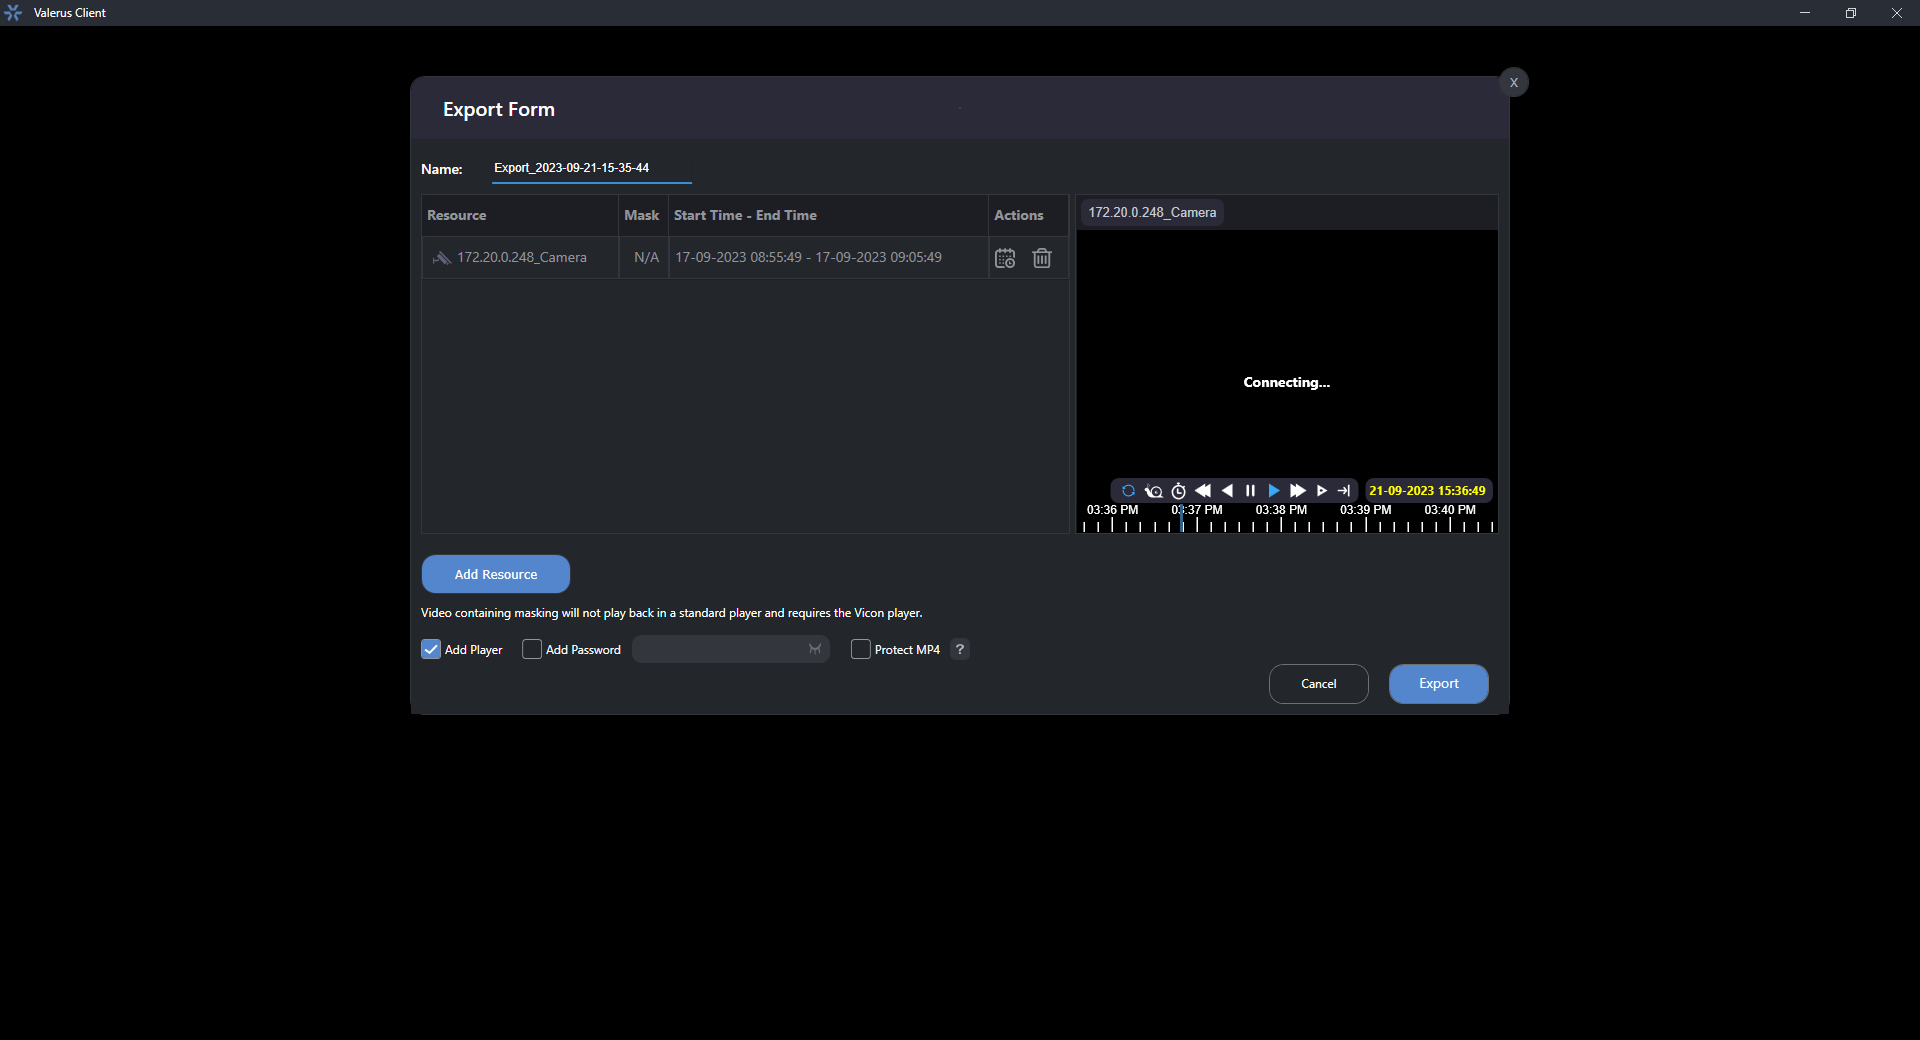 Valerus Client
X
Export Form
Name: Export_2023-09-21-15-35-44
Resource Mask Start Time - End Time Actions
172.20.0.248_Camera N/A 17-09-2023 08:55:49 - 17-09-2023 09:05:49
172.20.0.248_Camera
Connecting...
21-09-2023 15:36:49
03:36 PM 03:37 PM 03:38 PM 03:39 PM 03:40 PM
Add Resource
Video containing masking will not play back in a standard player and requires the Vicon player.
Add Player Add Password Protect MP4 ?
Cancel Export